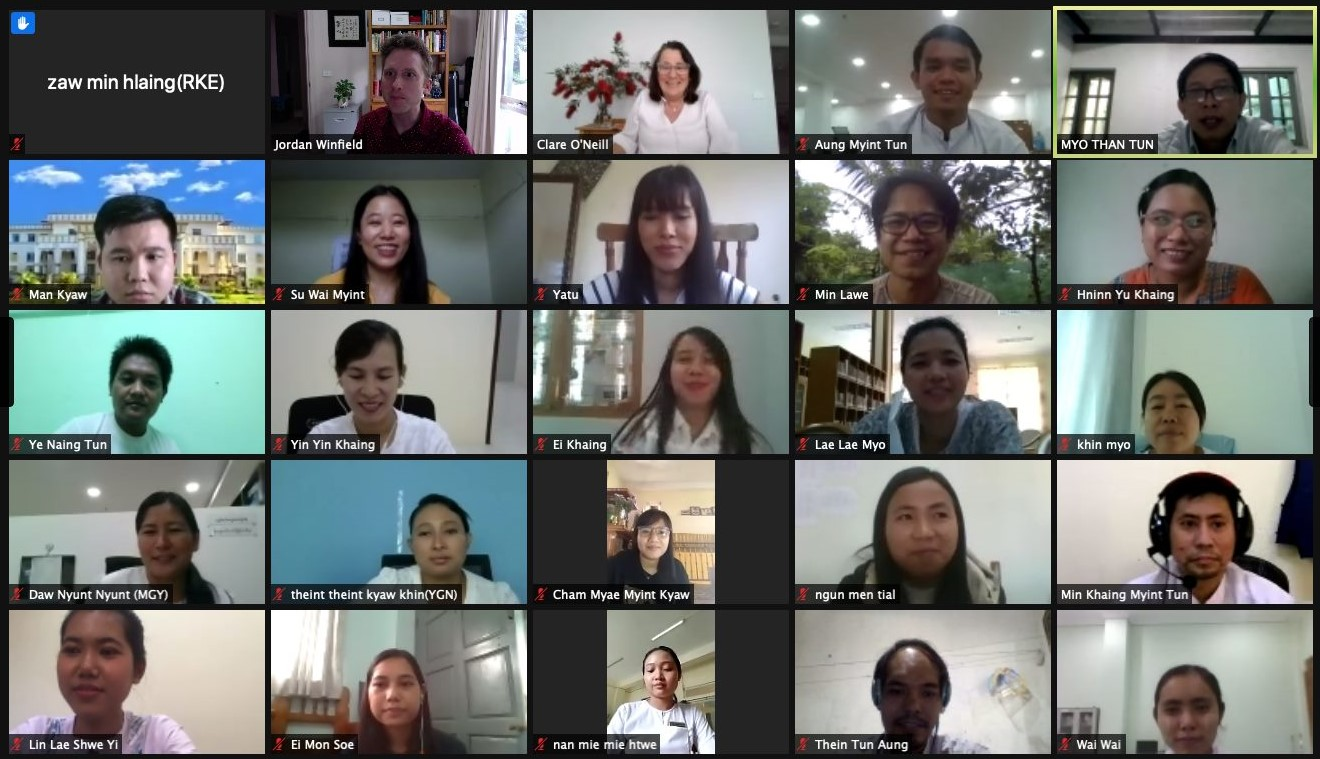 zaw min hlaing(RKE)
Jordan Winfield
Clare O'Neill
Aung Myint Tun
MYO THAN TUN
Man Kyaw
Su Wai Myint
Yatu
Min Lawe
Hninn Yu Khaing
Ye Naing Tun
Yin Yin Khaing
Ei Khaing
Lae Lae Myo
khin myo
Daw Nyunt Nyunt (MGY)
theint theint kyaw khin(YGN)
Cham Myae Myint Kyaw
ngun men tial
Min Khaing Myint Tun
Lin Lae Shwe Yi
Ei Mon Soe
nan mie mie htwe
Thein Tun Aung
Wai Wai